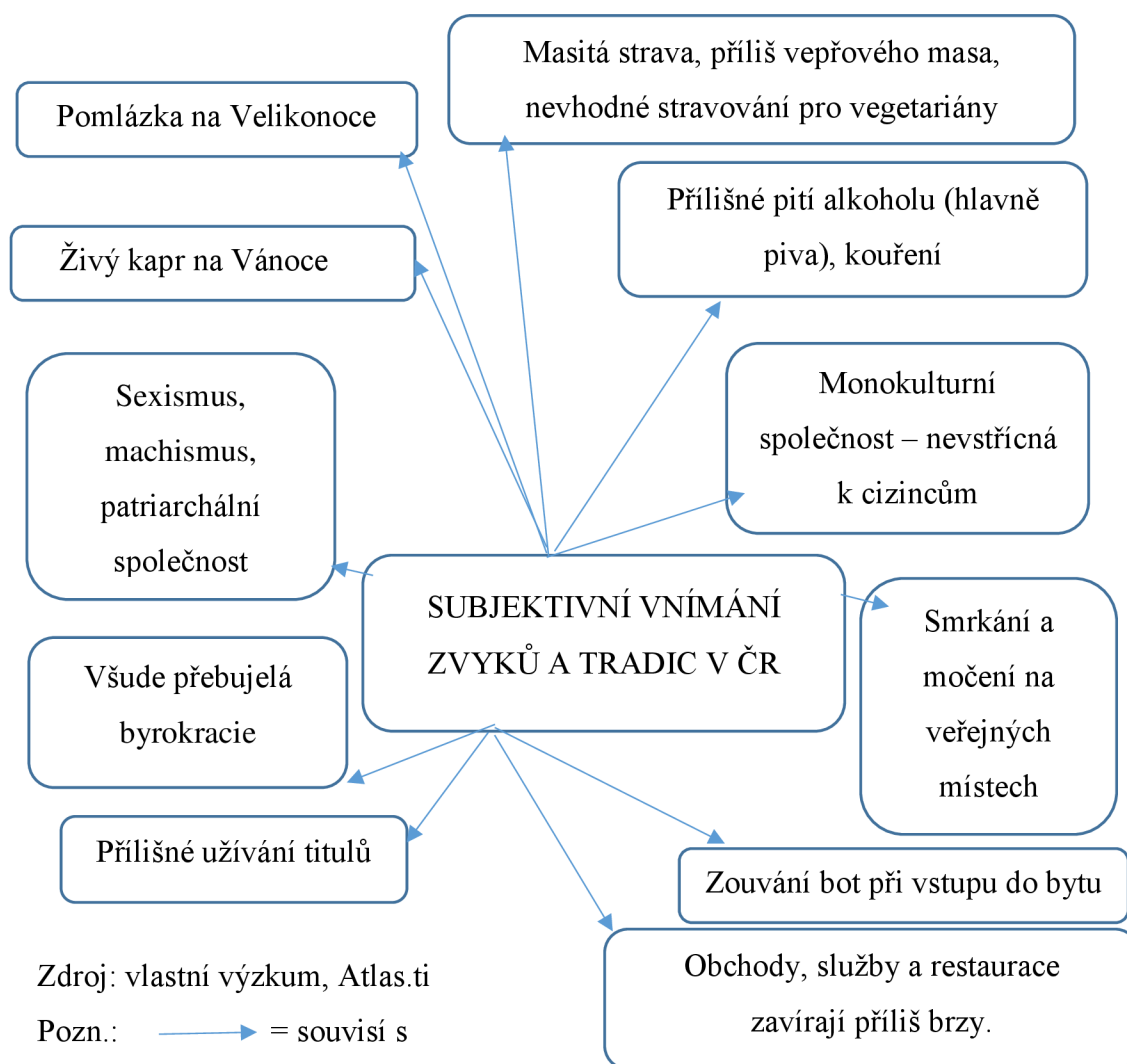 Masitá strava, příliš vepřového masa,
nevhodné stravování pro vegetariány
Pomlázka na Velikonoce
Přílišné pití alkoholu (hlavně
piva), kouření
Živý kapr na Vánoce
Sexismus,
machismus,
patriarchální
společnost
Monokulturní
společnost – nevstřícná
k cizincům
SUBJEKTIVNÍ VNÍMÁNÍ
ZVYKŮ A TRADIC V ČR
Smrkání a
močení na
veřejných
místech
Všude přebujelá
byrokracie
Přílišné užívání titulů
Zouvání bot při vstupu do bytu
Obchody, služby a restaurace
zavírají příliš brzy.
Zdroj: vlastní výzkum, Atlas.ti
Pozn.: = souvisí s